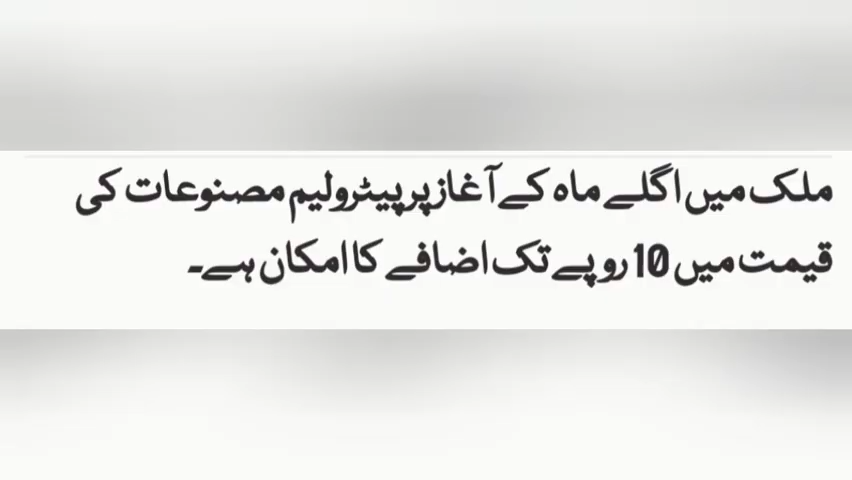 ملک میں اگلے ماہ کے آغاز پر پیٹرولیم مصنوعات کی
قیمت میں 10 روپے تک اضافے کا امکان ہے۔